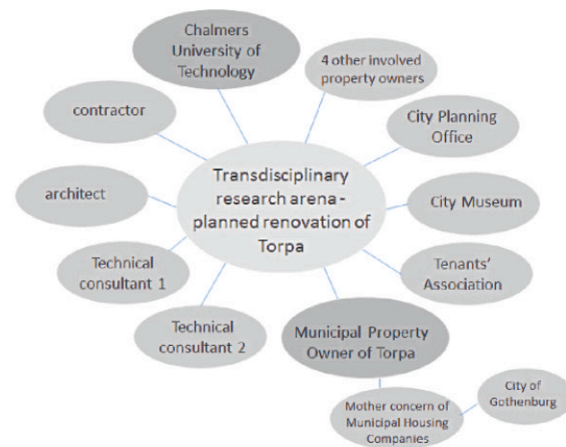 Chalmers
University of
Technology
4 other involved
property owners
contractor
City Planning
Office
Transdisciplinary
research arena -
planned renovation of
Torpa
architect
City Museum
Technical
consultant 1
Tenants'
Association
Technical
consultant 2
Municipal Property
Owner of Torpa
Mother concern of
Municipal Housing
Companies
City of
Gothenburg